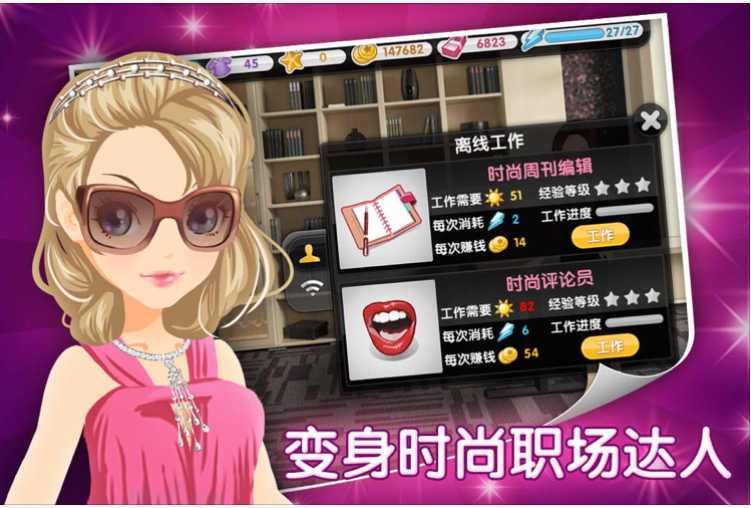 45 0 147682 6823 27/27
离线工作
时尚周刊编辑
工作需要 51 经验等级
每次消耗 2 工作进度
每次赚钱 14 工作
时尚评论员
工作需要 82 经验等级
每次消耗 6 工作进度
每次赚钱 54 工作
变身时尚职场达人